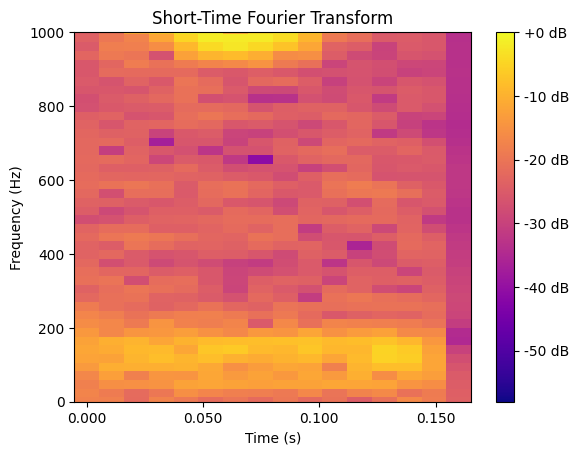 Short-Time Fourier Transform
1000
800
600
400
200
0
Frequency (Hz)
0.000
0.050
0.100
0.150
Time (s)
+0 dB
-10 dB
-20 dB
-30 dB
-40 dB
-50 dB